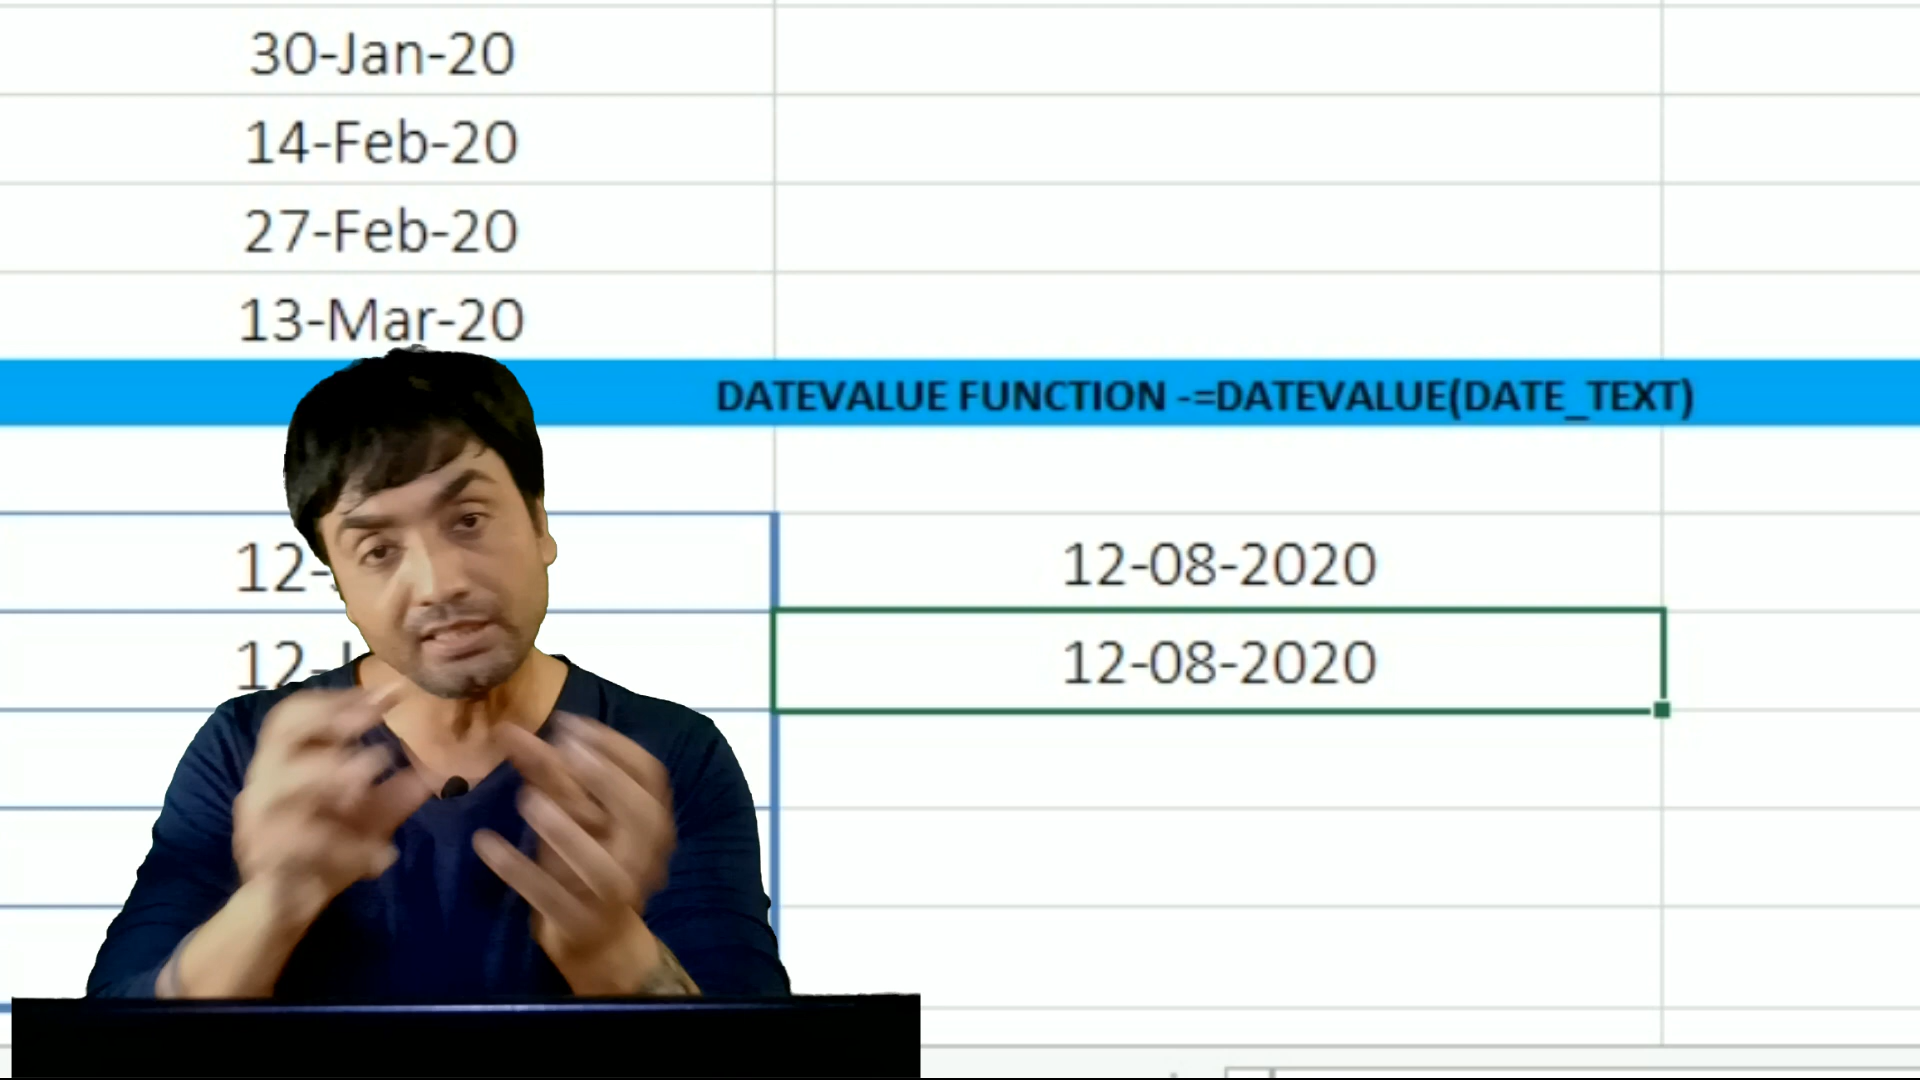 30-Jan-20
14-Feb-20
27-Feb-20
13-Mar-20
DATEVALUE FUNCTION -=DATEVALUE(DATE_TEXT)
12-08-2020
12-08-2020